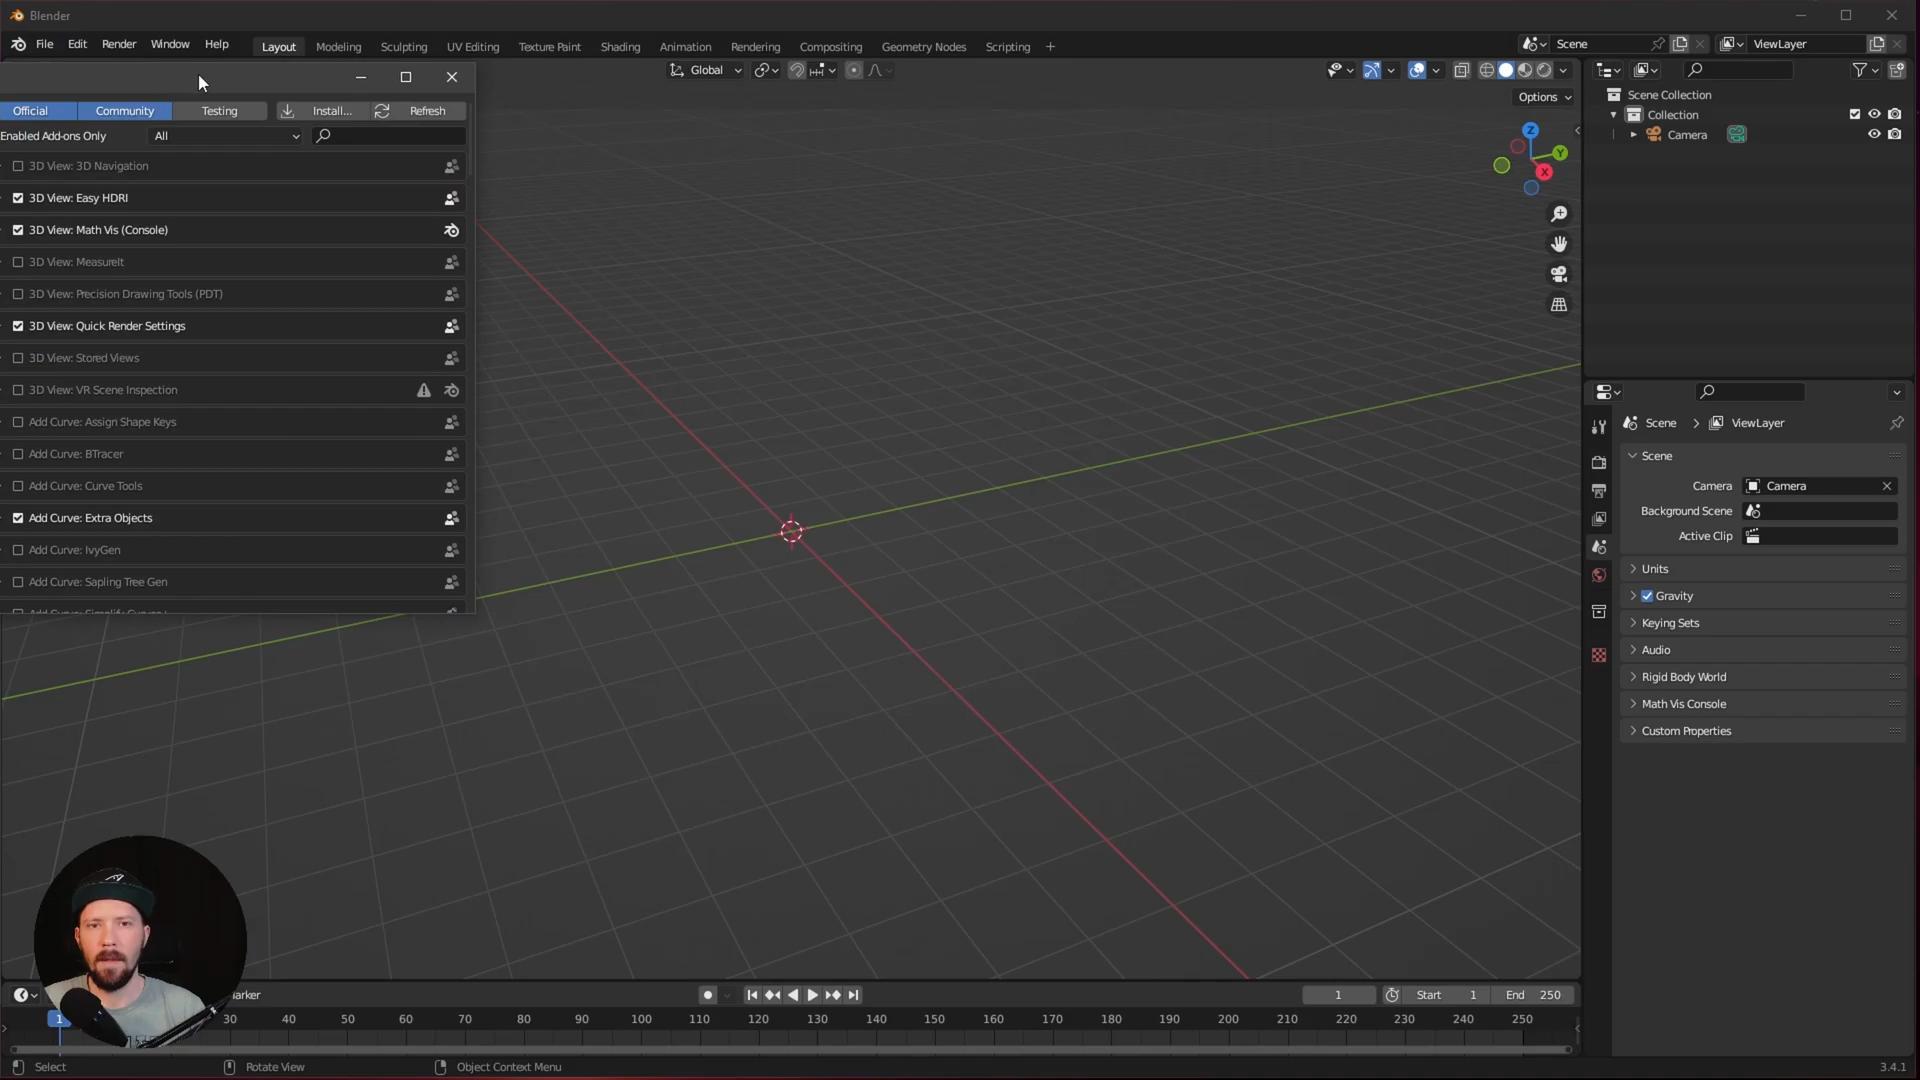 Blender
File Edit Render Window Help
Layout Modeling Sculpting UV Editing Texture Paint Shading Animation Rendering Compositing Geometry Nodes Scripting +
Scene
ViewLayer
Global
Options
Official Community Testing Install... Refresh
Enabled Add-ons Only All
3D View: 3D Navigation
3D View: Easy HDRI
3D View: Math Vis (Console)
3D View: MeasureIt
3D View: Precision Drawing Tools (PDT)
3D View: Quick Render Settings
3D View: Stored Views
3D View: VR Scene Inspection
Add Curve: Assign Shape Keys
Add Curve: BTracer
Add Curve: Curve Tools
Add Curve: Extra Objects
Add Curve: IvyGen
Add Curve: Sapling Tree Gen
Z
Y
X
Scene Collection
Collection
Camera
Scene > ViewLayer
Scene
Camera Camera
Background Scene
Active Clip
Units
Gravity
Keying Sets
Audio
Rigid Body World
Math Vis Console
Custom Properties
arker
1 Start 1 End 250
1 30 40 50 60 70 80 90 100 110 120 130 140 150 160 170 180 190 200 210 220 230 240 250
Select Rotate View Object Context Menu 3.4.1